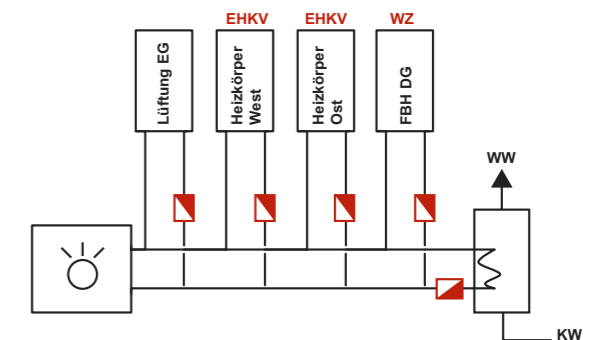 EHKV
EHKV
WZ
Lüftung EG
Heizkörper
West
Heizkörper
Ost
FBH DG
WW
KW